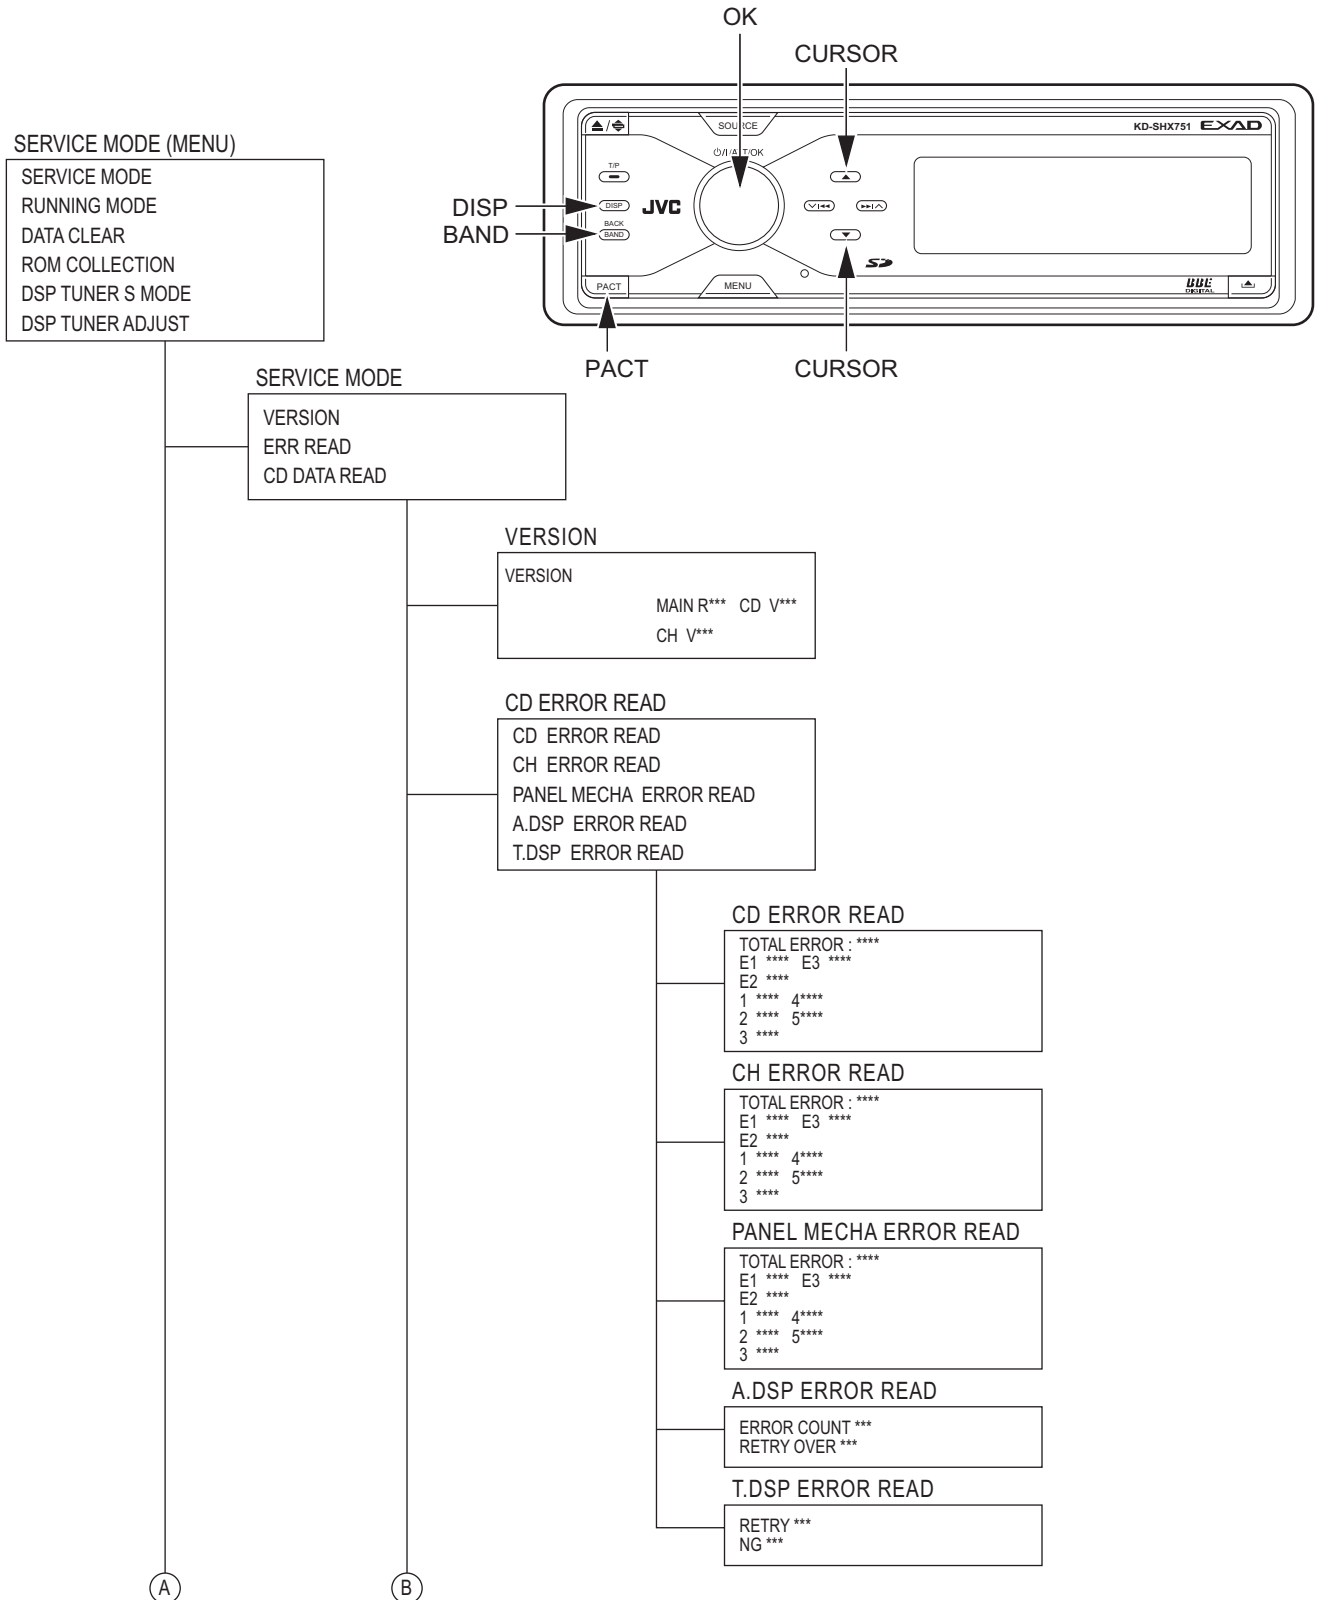 OK
CURSOR
SOURCE
KD-SHX751 EXAD
T/P
DISP
DISP
JVC
BACK
BAND
BAND
SD
PACT
MENU
BBE
DIGITAL
PACT
CURSOR
SERVICE MODE (MENU)
SERVICE MODE
RUNNING MODE
DATA CLEAR
ROM COLLECTION
DSP TUNER S MODE
DSP TUNER ADJUST
SERVICE MODE
VERSION
ERR READ
CD DATA READ
VERSION
VERSION
MAIN R*** CD V***
CH V***
CD ERROR READ
CD ERROR READ
CH ERROR READ
PANEL MECHA ERROR READ
A.DSP ERROR READ
T.DSP ERROR READ
CD ERROR READ
TOTAL ERROR : ****
E1 **** E3 ****
E2 ****
1 **** 4****
2 **** 5****
3 ****
CH ERROR READ
TOTAL ERROR : ****
E1 **** E3 ****
E2 ****
1 **** 4****
2 **** 5****
3 ****
PANEL MECHA ERROR READ
TOTAL ERROR : ****
E1 **** E3 ****
E2 ****
1 **** 4****
2 **** 5****
3 ****
A.DSP ERROR READ
ERROR COUNT ***
RETRY OVER ***
T.DSP ERROR READ
RETRY ***
NG ***
A
B